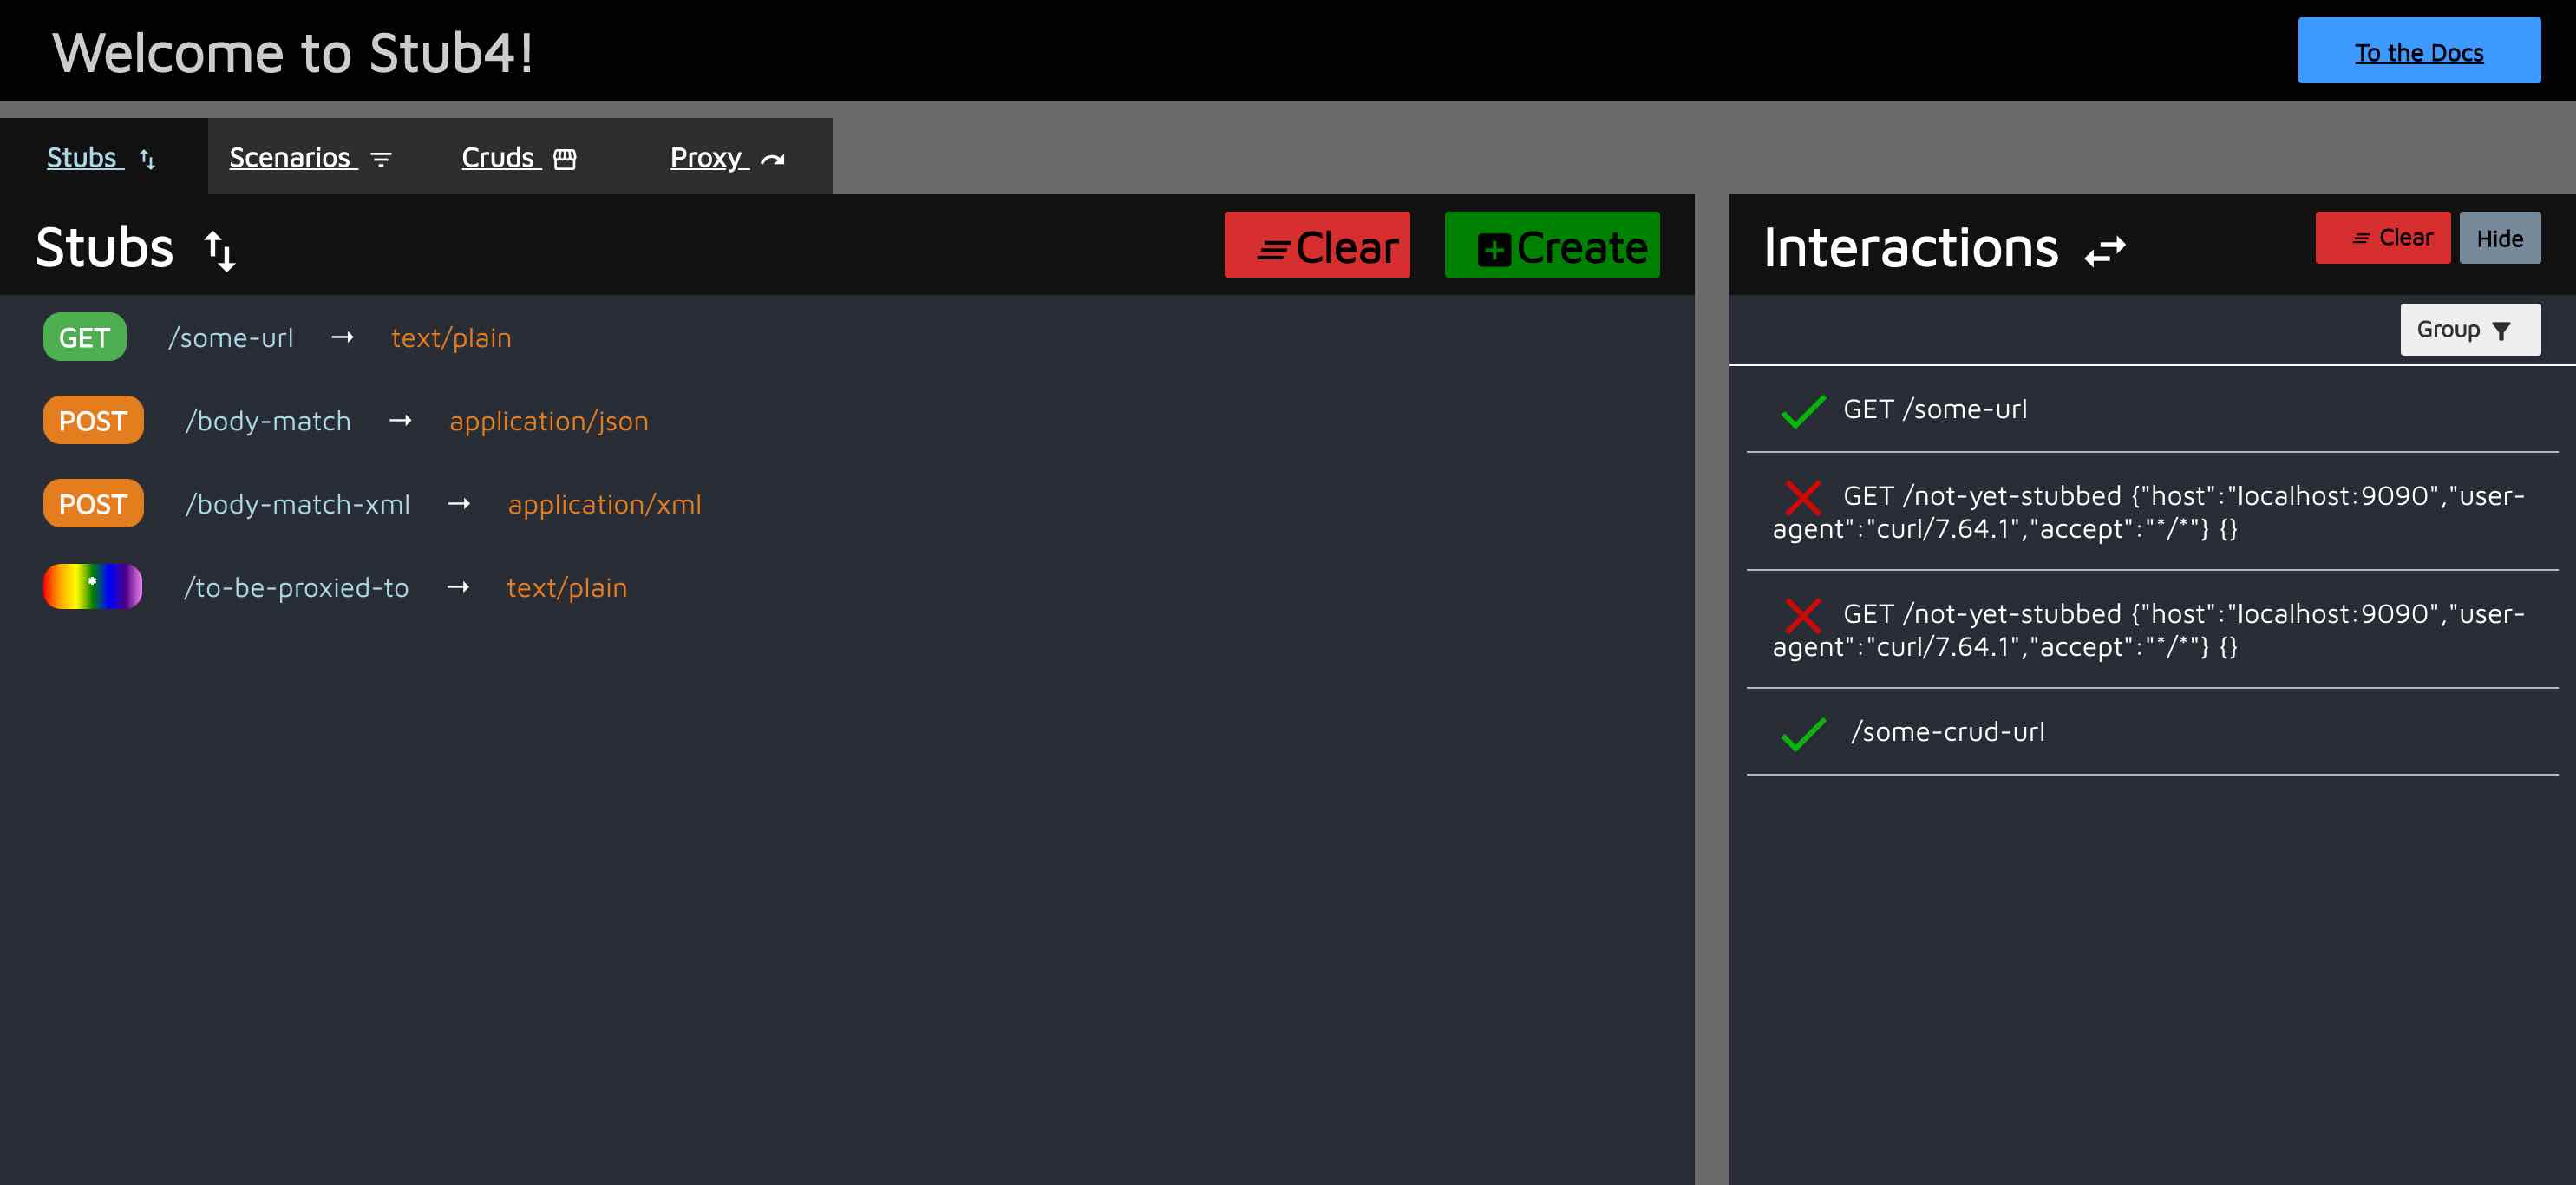 Welcome to Stub4!
To the Docs
Stubs
Scenarios
Cruds
Proxy
Stubs
Clear
Create
GET /some-url → text/plain
POST /body-match → application/json
POST /body-match-xml → application/xml
* /to-be-proxied-to → text/plain
Interactions
Clear
Hide
Group
GET /some-url
GET /not-yet-stubbed {"host":"localhost:9090","user-
agent":"curl/7.64.1","accept":"*/*"} {}
GET /not-yet-stubbed {"host":"localhost:9090","user-
agent":"curl/7.64.1","accept":"*/*"} {}
/some-crud-url